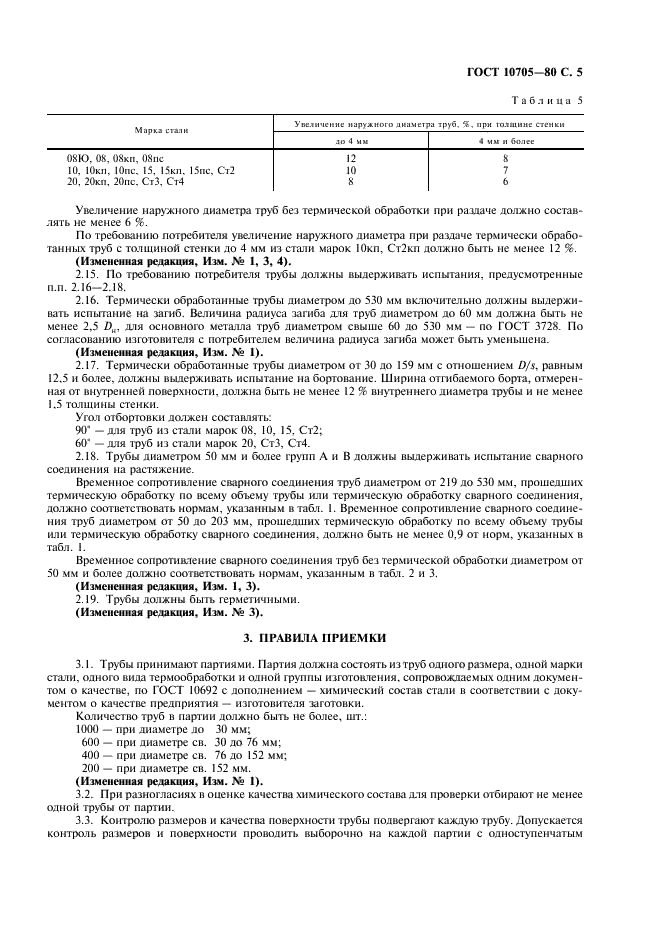 ГОСТ 10705—80 С. 5
Таблица 5
Марка стали
Увеличение наружного диаметра труб, %, при толщине стенки
до 4 мм
4 мм и более
08Ю, 08, 08кп, 08пс 12 8
10, 10кп, 10пс, 15, 15кп, 15пс, Ст2 10 7
20, 20кп, 20пс, Ст3, Ст4 8 6
Увеличение наружного диаметра труб без термической обработки при раздаче должно состав-
лять не менее 6 %.
По требованию потребителя увеличение наружного диаметра при раздаче термически обрабо-
танных труб с толщиной стенки до 4 мм из стали марок 10кп, Ст2кп должно быть не менее 12 %.
(Измененная редакция, Изм. № 1, 3, 4).
2.15. По требованию потребителя трубы должны выдерживать испытания, предусмотренные
п.п. 2.16—2.18.
2.16. Термически обработанные трубы диаметром до 530 мм включительно должны выдержи-
вать испытание на загиб. Величина радиуса загиба для труб диаметром до 60 мм должна быть не
менее 2,5 Dн, для основного металла труб диаметром свыше 60 до 530 мм — по ГОСТ 3728. По
согласованию изготовителя с потребителем величина радиуса загиба может быть уменьшена.
(Измененная редакция, Изм. № 1).
2.17. Термически обработанные трубы диаметром от 30 до 159 мм с отношением D/s, равным
12,5 и более, должны выдерживать испытание на бортование. Ширина отгибаемого борта, отмерен-
ная от внутренней поверхности, должна быть не менее 12 % внутреннего диаметра трубы и не менее
1,5 толщины стенки.
Угол отбортовки должен составлять:
90° — для труб из стали марок 08, 10, 15, Ст2;
60° — для труб из стали марок 20, Ст3, Ст4.
2.18. Трубы диаметром 50 мм и более групп А и В должны выдерживать испытание сварного
соединения на растяжение.
Временное сопротивление сварного соединения труб диаметром от 219 до 530 мм, прошедших
термическую обработку по всему объему трубы или термическую обработку сварного соединения,
должно соответствовать нормам, указанным в табл. 1. Временное сопротивление сварного соедине-
ния труб диаметром от 50 до 203 мм, прошедших термическую обработку по всему объему трубы
или термическую обработку сварного соединения, должно быть не менее 0,9 от норм, указанных в
табл. 1.
Временное сопротивление сварного соединения труб без термической обработки диаметром от
50 мм и более должно соответствовать нормам, указанным в табл. 2 и 3.
(Измененная редакция, Изм. № 1, 3).
2.19. Трубы должны быть герметичными.
(Измененная редакция, Изм. № 3).
3. ПРАВИЛА ПРИЕМКИ
3.1. Трубы принимают партиями. Партия должна состоять из труб одного размера, одной марки
стали, одного вида термообработки и одной группы изготовления, сопровождаемых одним докумен-
том о качестве, по ГОСТ 10692 с дополнением — химический состав стали в соответствии с доку-
ментом о качестве предприятия — изготовителя заготовки.
Количество труб в партии должно быть не более, шт.:
1000 — при диаметре до 30 мм;
600 — при диаметре св. 30 до 76 мм;
400 — при диаметре св. 76 до 152 мм;
200 — при диаметре св. 152 мм.
(Измененная редакция, Изм. № 1).
3.2. При разногласиях в оценке качества химического состава для проверки отбирают не менее
одной трубы от партии.
3.3. Контролю размеров и качества поверхности трубы подвергают каждую трубу. Допускается
контроль размеров и поверхности проводить выборочно на каждой партии с одноступенчатым